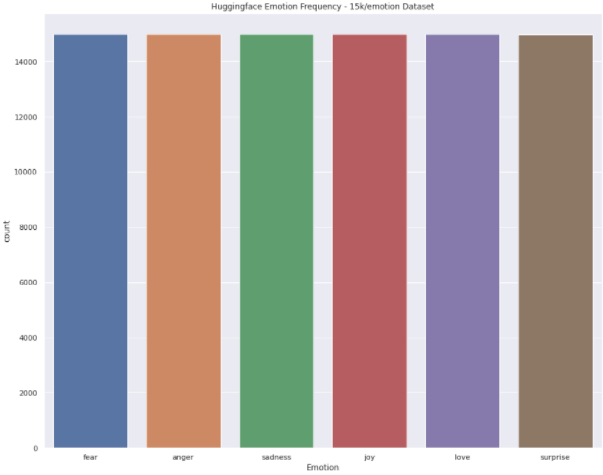 Huggingface Emotion Frequency - 15k/emotion Dataset
count
14000
12000
10000
8000
6000
4000
2000
0
fear anger sadness joy love surprise
Emotion